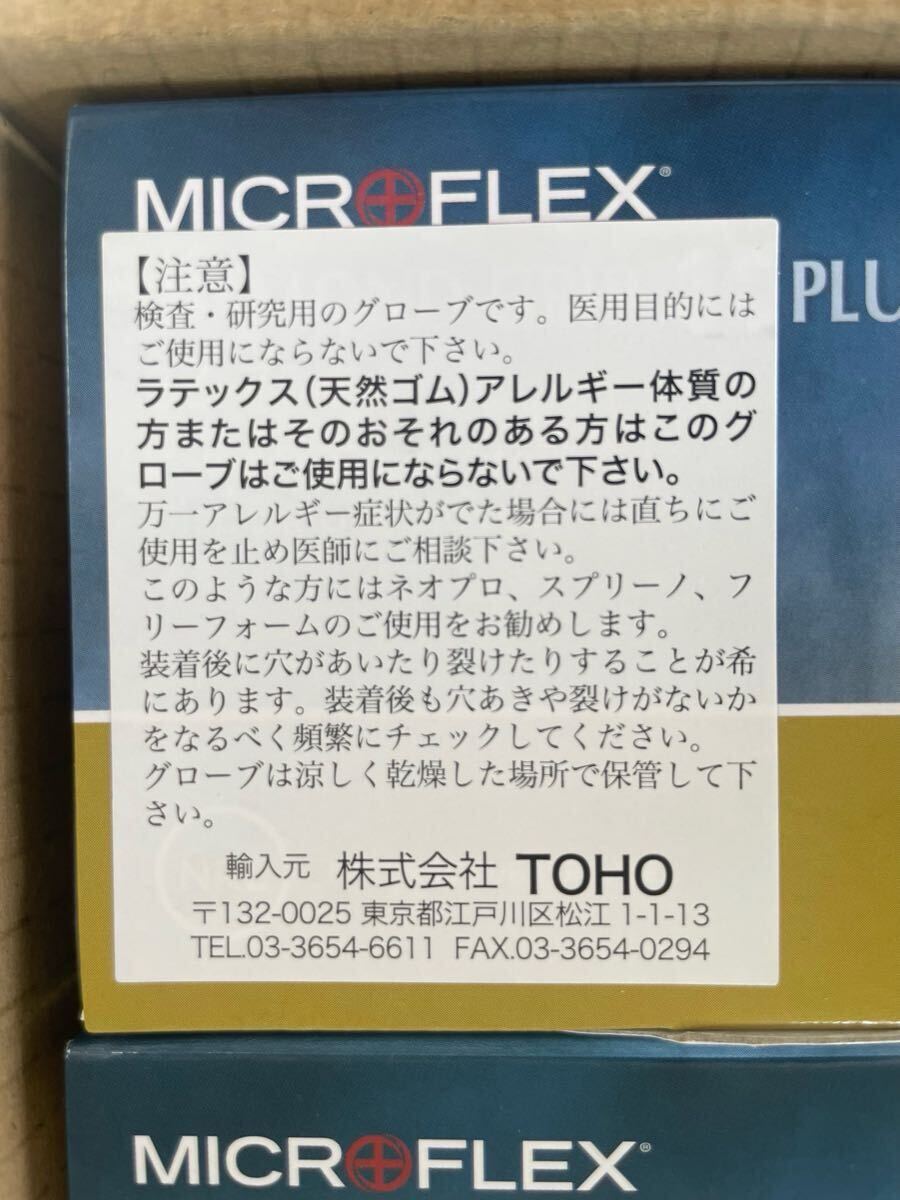 MICROFLEX®
PLU
【注意】
検査・研究用のグローブです。医用目的には
ご使用にならないで下さい。
ラテックス(天然ゴム)アレルギー体質の
方またはそのおそれのある方はこのグ
ローブはご使用にならないで下さい。
万一アレルギー症状がでた場合には直ちにご
使用を止め医師にご相談下さい。
このような方にはネオプロ、スプリーノ、フ
リーフォームのご使用をお勧めします。
装着後に穴があいたり裂けたりすることが希
にあります。装着後も穴あきや裂けがないか
をなるべく頻繁にチェックしてください。
グローブは涼しく乾燥した場所で保管して下
さい。
輸入元 株式会社 TOHO
〒132-0025 東京都江戸川区松江 1-1-13
TEL.03-3654-6611 FAX.03-3654-0294
MICROFLEX®